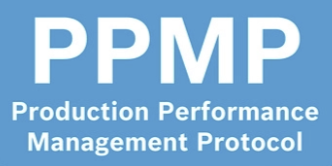 PPMP
Production Performance
Management Protocol